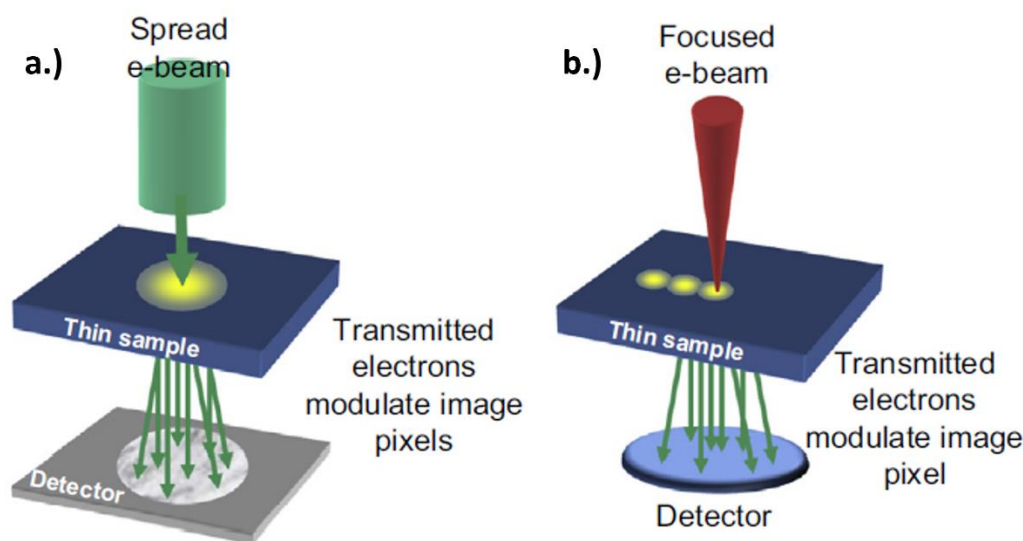 a.)
Spread
e-beam
Thin sample
Transmitted
electrons
modulate image
pixels
Detector
b.)
Focused
e-beam
Thin sample
Transmitted
electrons
modulate image
pixel
Detector